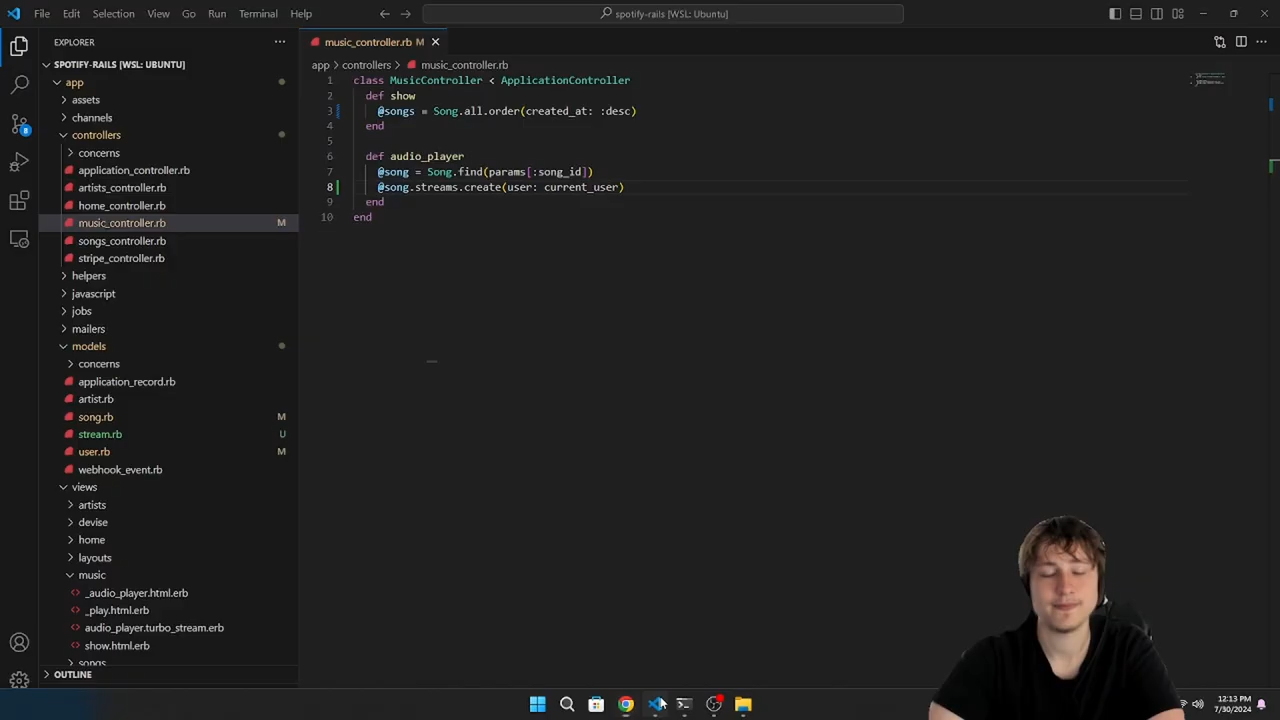 File Edit Selection View Go Run Terminal Help
spotify-rails [WSL: Ubuntu]
EXPLORER
SPOTIFY-RAILS [WSL: UBUNTU]
app
assets
channels
controllers
concerns
application_controller.rb
artists_controller.rb
home_controller.rb
music_controller.rb M
songs_controller.rb
stripe_controller.rb
helpers
javascript
jobs
mailers
models
concerns
application_record.rb
artist.rb
song.rb M
stream.rb U
user.rb M
webhook_event.rb
views
artists
devise
home
layouts
music
_audio_player.html.erb
_play.html.erb
audio_player.turbo_stream.erb
show.html.erb
songs
OUTLINE
8
music_controller.rb M
app > controllers > music_controller.rb
1 class MusicController < ApplicationController
2 def show
3 @songs = Song.all.order(created_at: :desc)
4 end
5
6 def audio_player
7 @song = Song.find(params[:song_id])
8 @song.streams.create(user: current_user)
9 end
10 end
12:13 PM
7/30/2024